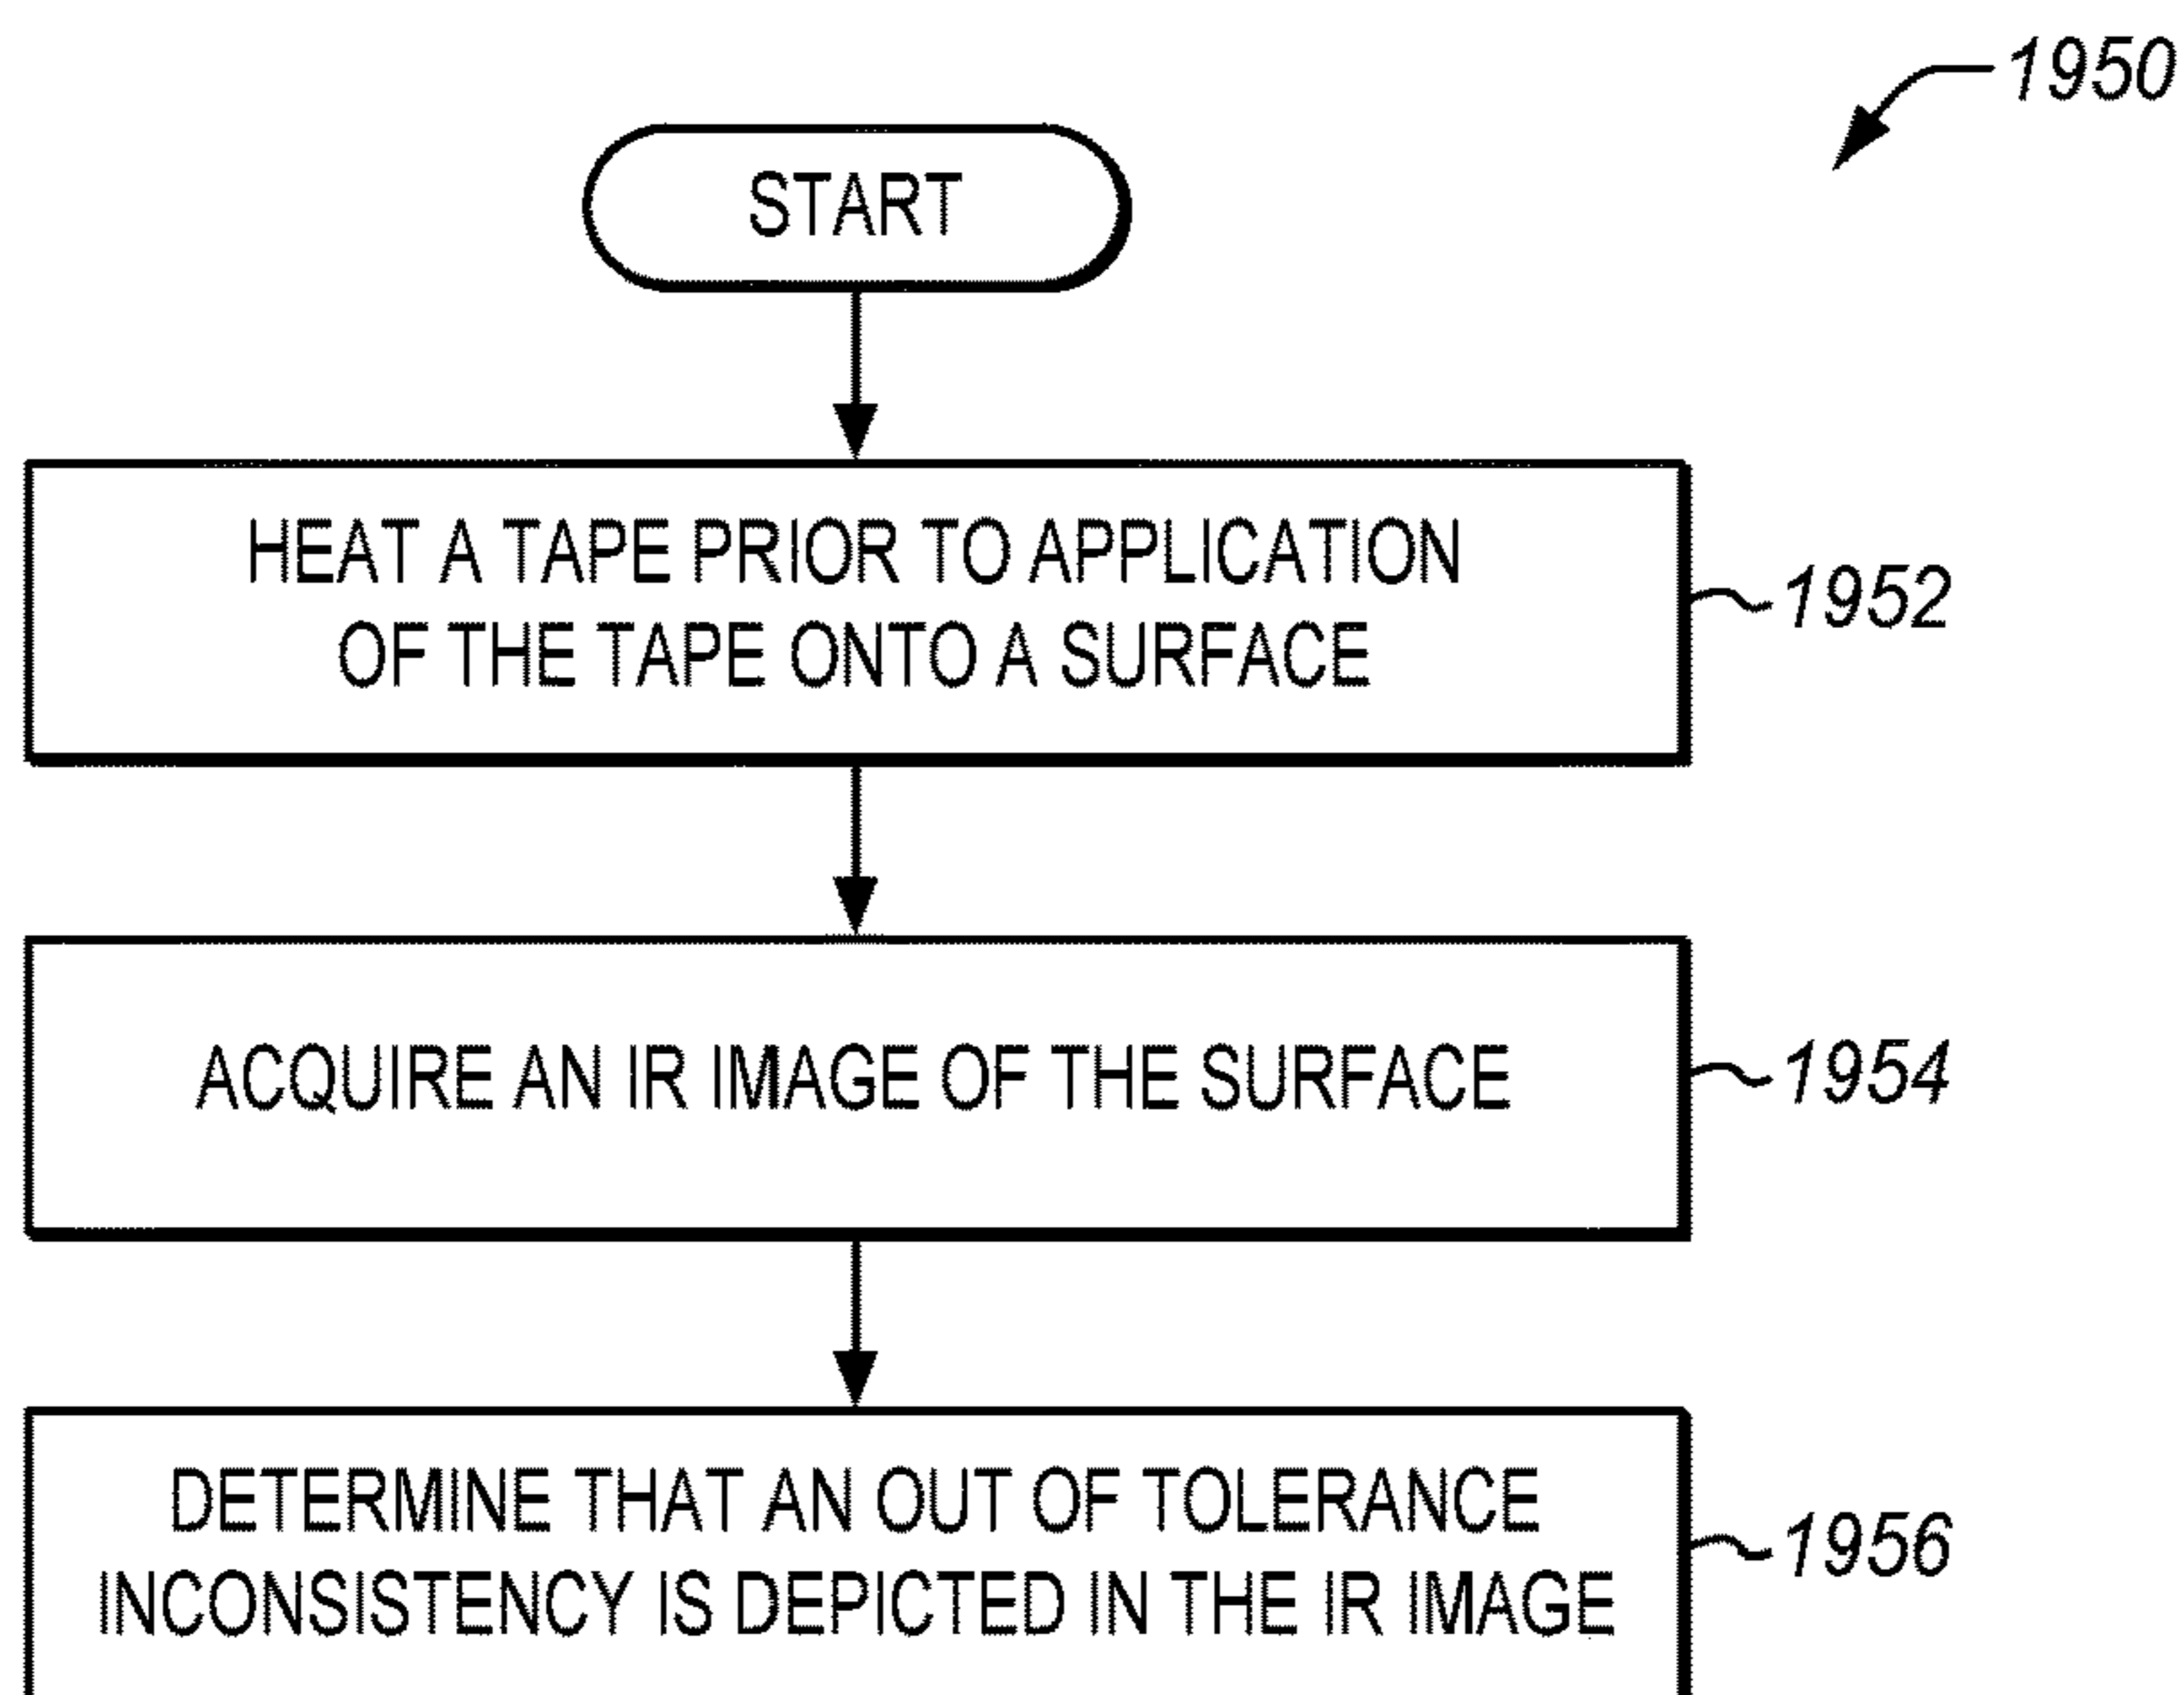 1950
START
HEAT A TAPE PRIOR TO APPLICATION
OF THE TAPE ONTO A SURFACE
1952
ACQUIRE AN IR IMAGE OF THE SURFACE
1954
DETERMINE THAT AN OUT OF TOLERANCE
INCONSISTENCY IS DEPICTED IN THE IR IMAGE
1956